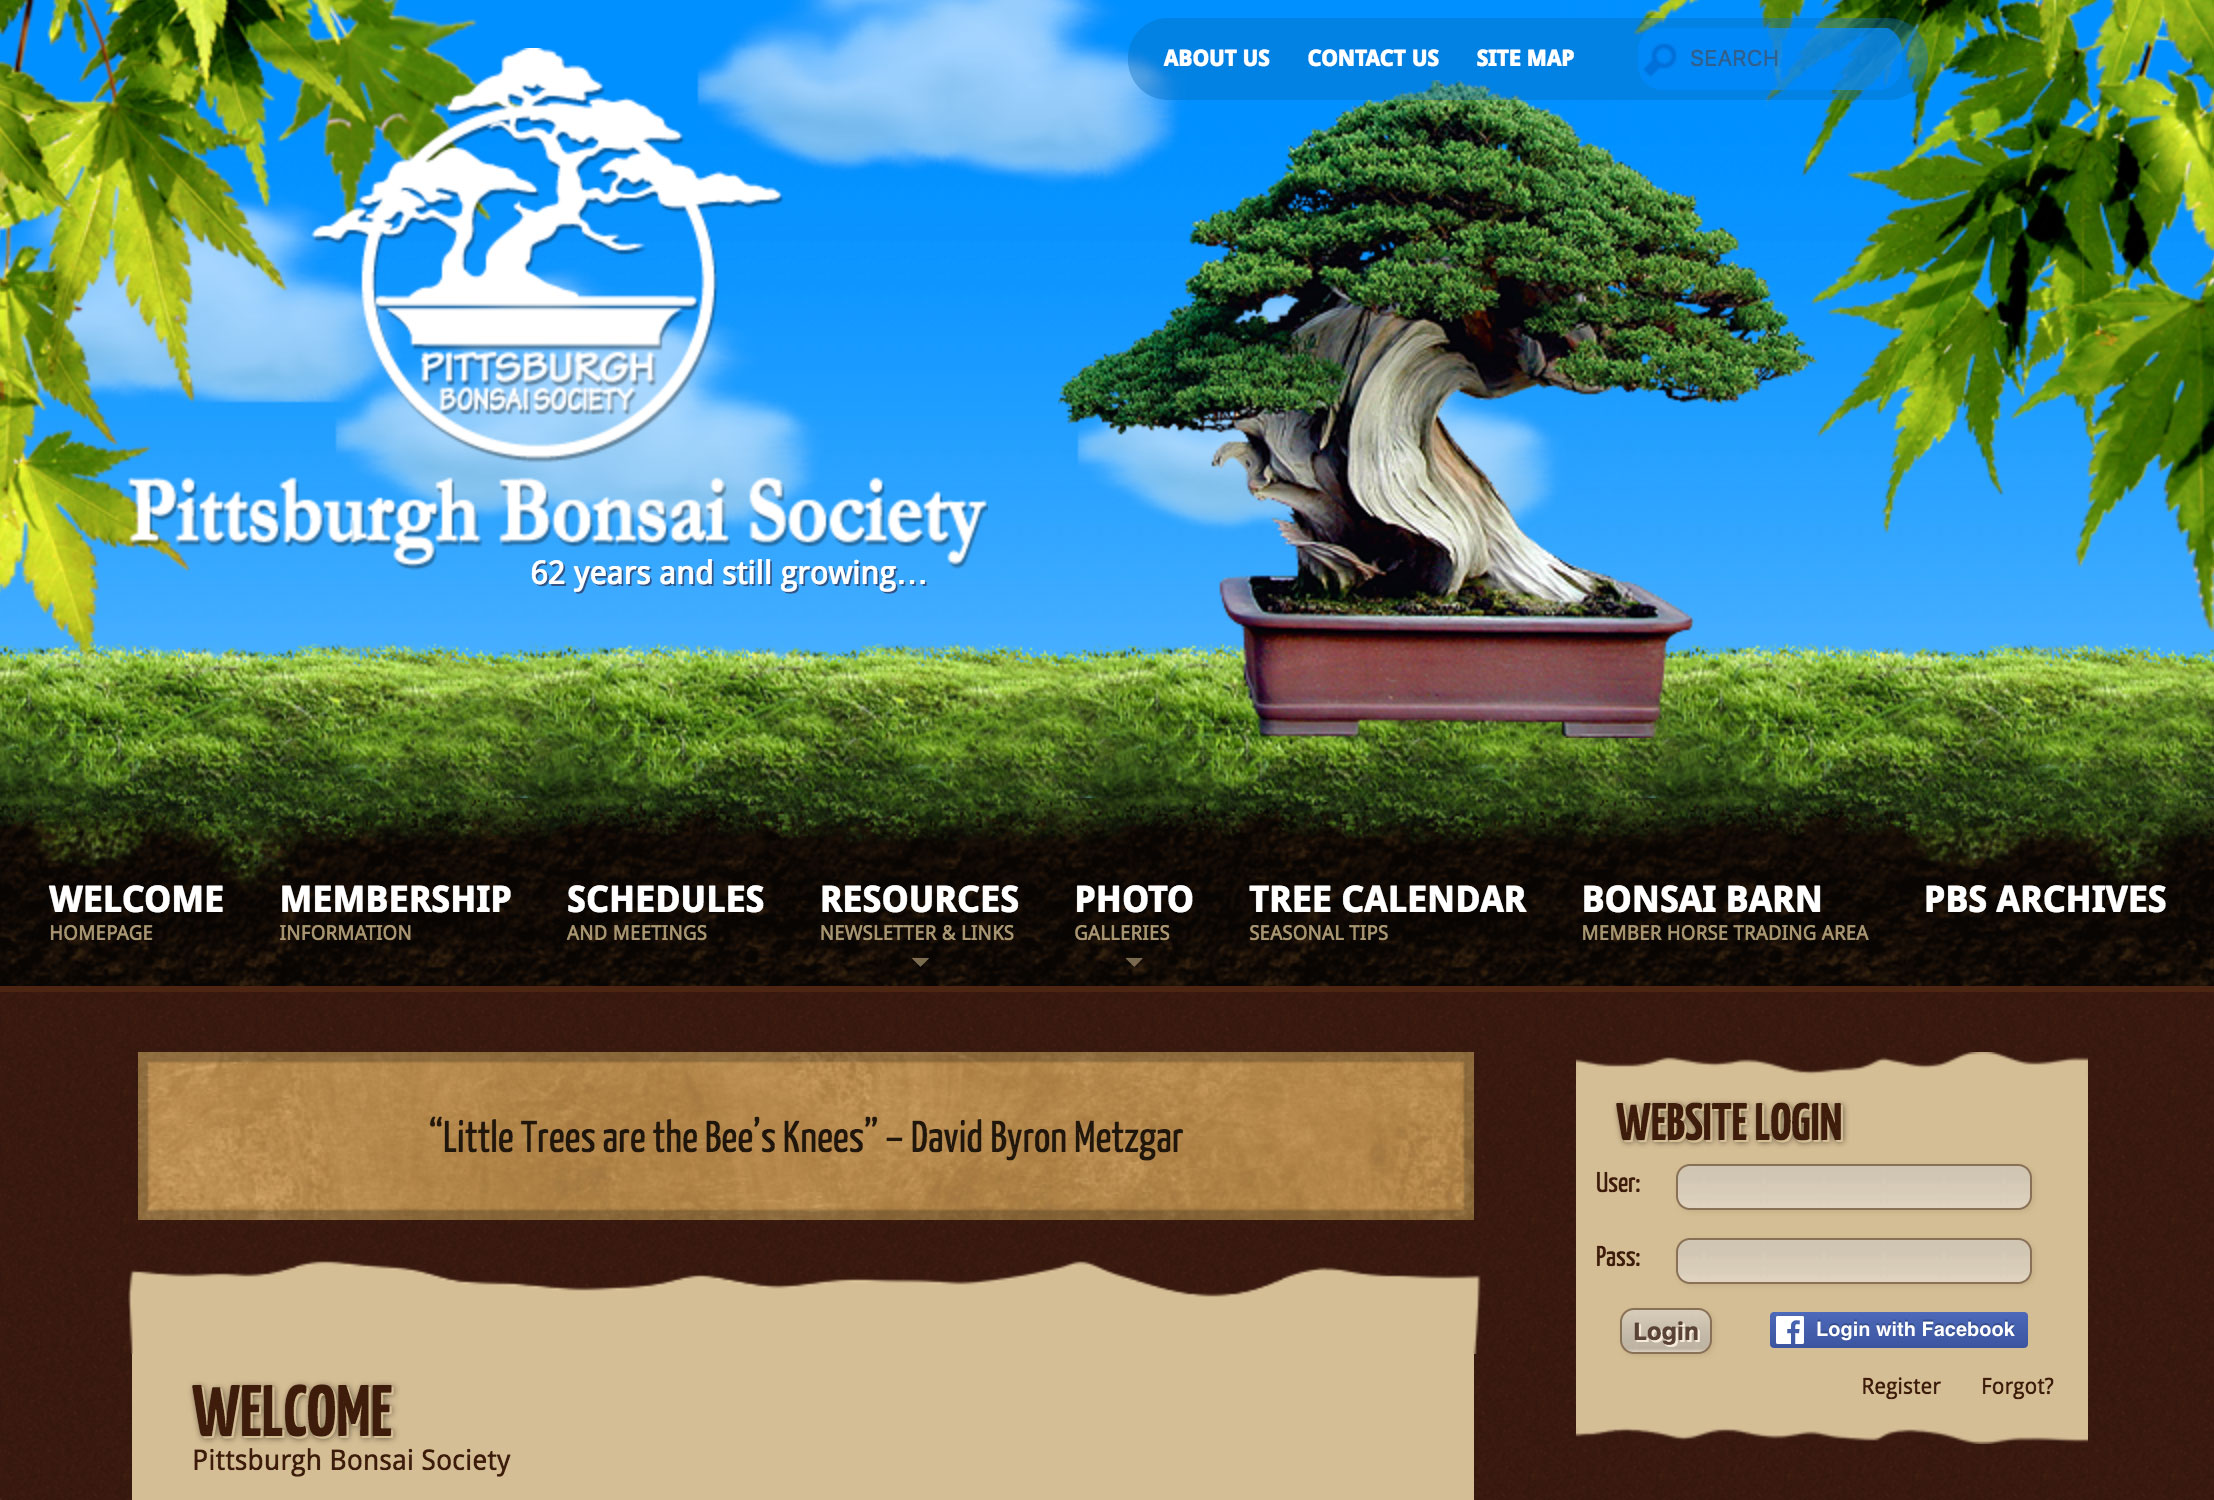 ABOUT US CONTACT US SITE MAP SEARCH
PITTSBURGH
BONSAI SOCIETY
Pittsburgh Bonsai Society
62 years and still growing...
WELCOME
HOMEPAGE
MEMBERSHIP
INFORMATION
SCHEDULES
AND MEETINGS
RESOURCES
NEWSLETTER & LINKS
PHOTO
GALLERIES
TREE CALENDAR
SEASONAL TIPS
BONSAI BARN
MEMBER HORSE TRADING AREA
PBS ARCHIVES
“Little Trees are the Bee’s Knees” – David Byron Metzgar
WEBSITE LOGIN
User:
Pass:
Login Login with Facebook
Register Forgot?
WELCOME
Pittsburgh Bonsai Society